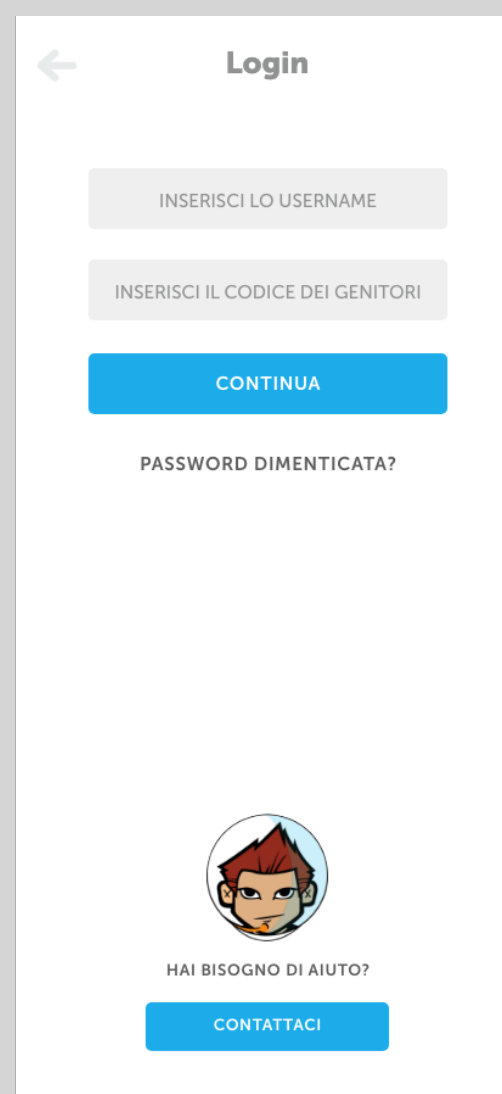 Login
INSERISCI LO USERNAME
INSERISCI IL CODICE DEI GENITORI
CONTINUA
PASSWORD DIMENTICATA?
HAI BISOGNO DI AIUTO?
CONTATTACI